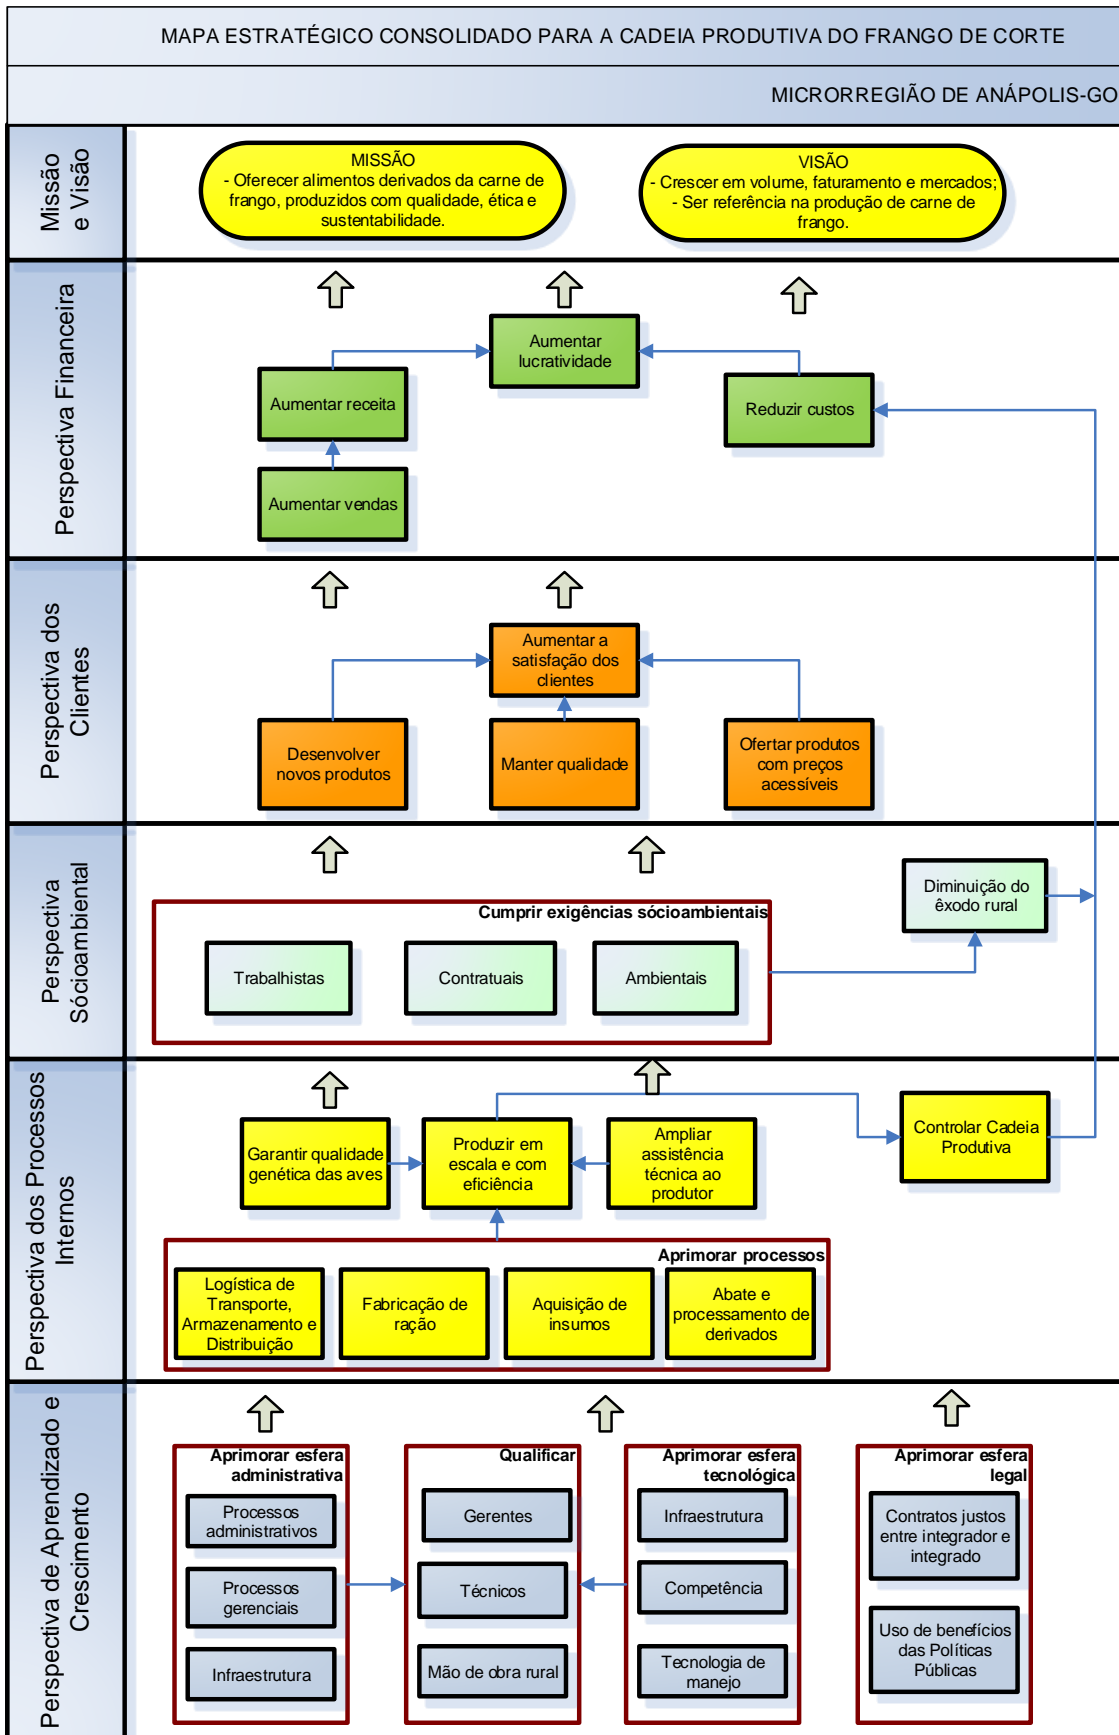 MAPA ESTRATÉGICO CONSOLIDADO PARA A CADEIA PRODUTIVA DO FRANGO DE CORTE
MICRORREGIÃO DE ANÁPOLIS-GO
Missão
e Visão
MISSÃO
- Oferecer alimentos derivados da carne de
frango, produzidos com qualidade, ética e
sustentabilidade.
VISÃO
- Crescer em volume, faturamento e mercados;
- Ser referência na produção de carne de
frango.
Perspectiva Financeira
Aumentar
lucratividade
Aumentar receita
Reduzir custos
Aumentar vendas
Perspectiva dos
Clientes
Aumentar a
satisfação dos
clientes
Desenvolver
novos produtos
Manter qualidade
Ofertar produtos
com preços
acessíveis
Perspectiva
Sócioambiental
Diminuição do
êxodo rural
Cumprir exigências sócioambientais
Trabalhistas
Contratuais
Ambientais
Perspectiva dos Processos
Internos
Garantir qualidade
genética das aves
Produzir em
escala e com
eficiência
Ampliar
assistência
técnica ao
produtor
Controlar Cadeia
Produtiva
Aprimorar processos
Logística de
Transporte,
Armazenamento e
Distribuição
Fabricação de
ração
Aquisição de
insumos
Abate e
processamento de
derivados
Perspectiva de Aprendizado e
Crescimento
Aprimorar esfera
administrativa
Processos
administrativos
Processos
gerenciais
Infraestrutura
Qualificar
Gerentes
Técnicos
Mão de obra rural
Aprimorar esfera
tecnológica
Infraestrutura
Competência
Tecnologia de
manejo
Aprimorar esfera
legal
Contratos justos
entre integrador e
integrado
Uso de benefícios
das Políticas
Públicas